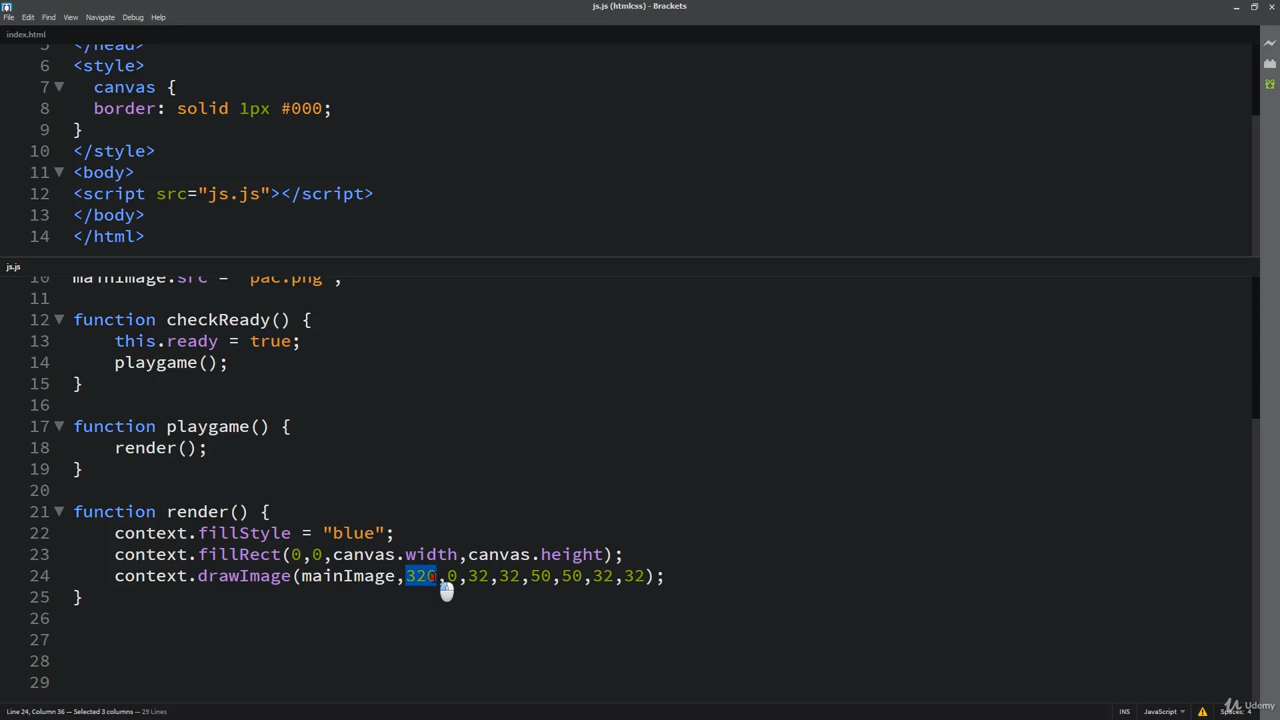 js.js (htmlcss) - Brackets
File Edit Find View Navigate Debug Help
index.html
5 </head>
6 <style>
7 canvas {
8 border: solid 1px #000;
9 }
10 </style>
11 <body>
12 <script src="js.js"></script>
13 </body>
14 </html>
js.js
10 mainImage.src = "pac.png";
11
12 function checkReady() {
13 this.ready = true;
14 playgame();
15 }
16
17 function playgame() {
18 render();
19 }
20
21 function render() {
22 context.fillStyle = "blue";
23 context.fillRect(0,0,canvas.width,canvas.height);
24 context.drawImage(mainImage,320,0,32,32,50,50,32,32);
25 }
26
27
28
29
Line 24, Column 36 — Selected 3 columns — 29 Lines
INS JavaScript Spaces: 4
Udemy